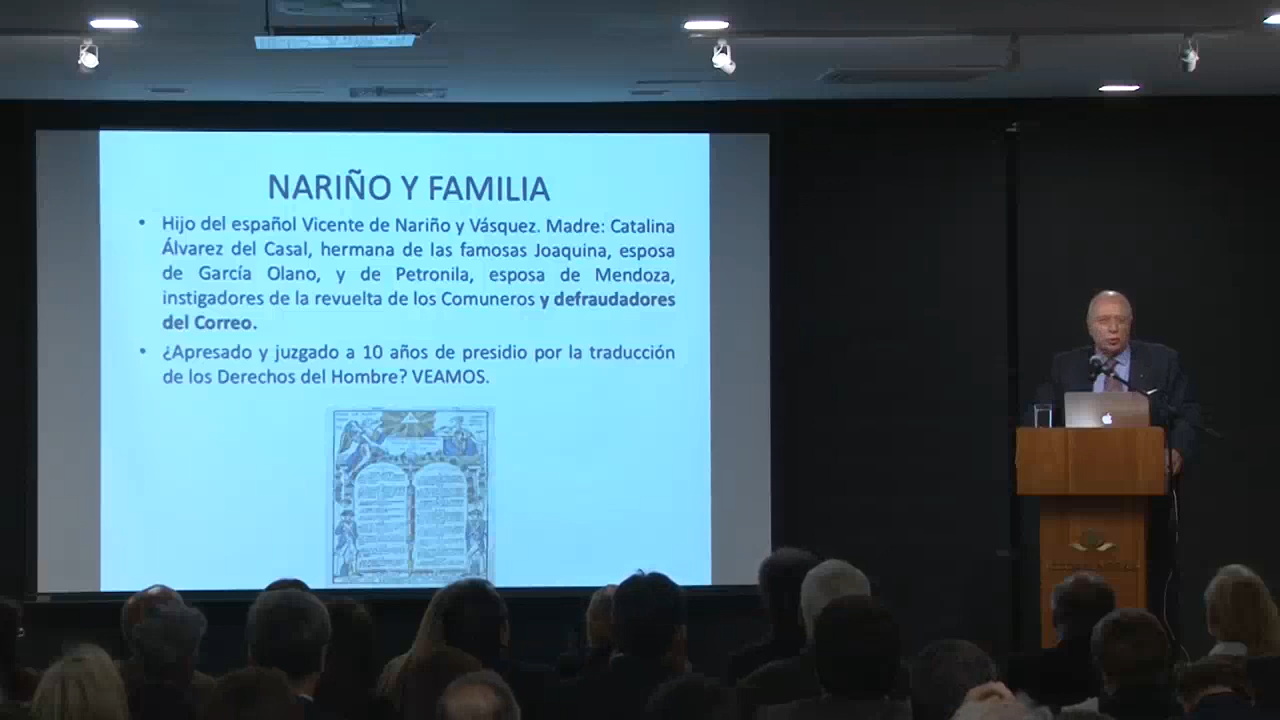 NARIÑO Y FAMILIA
• Hijo del español Vicente de Nariño y Vásquez. Madre: Catalina
Álvarez del Casal, hermana de las famosas Joaquina, esposa
de García Olano, y de Petronila, esposa de Mendoza,
instigadores de la revuelta de los Comuneros y defraudadores
del Correo.
• ¿Apresado y juzgado a 10 años de presidio por la traducción
de los Derechos del Hombre? VEAMOS.